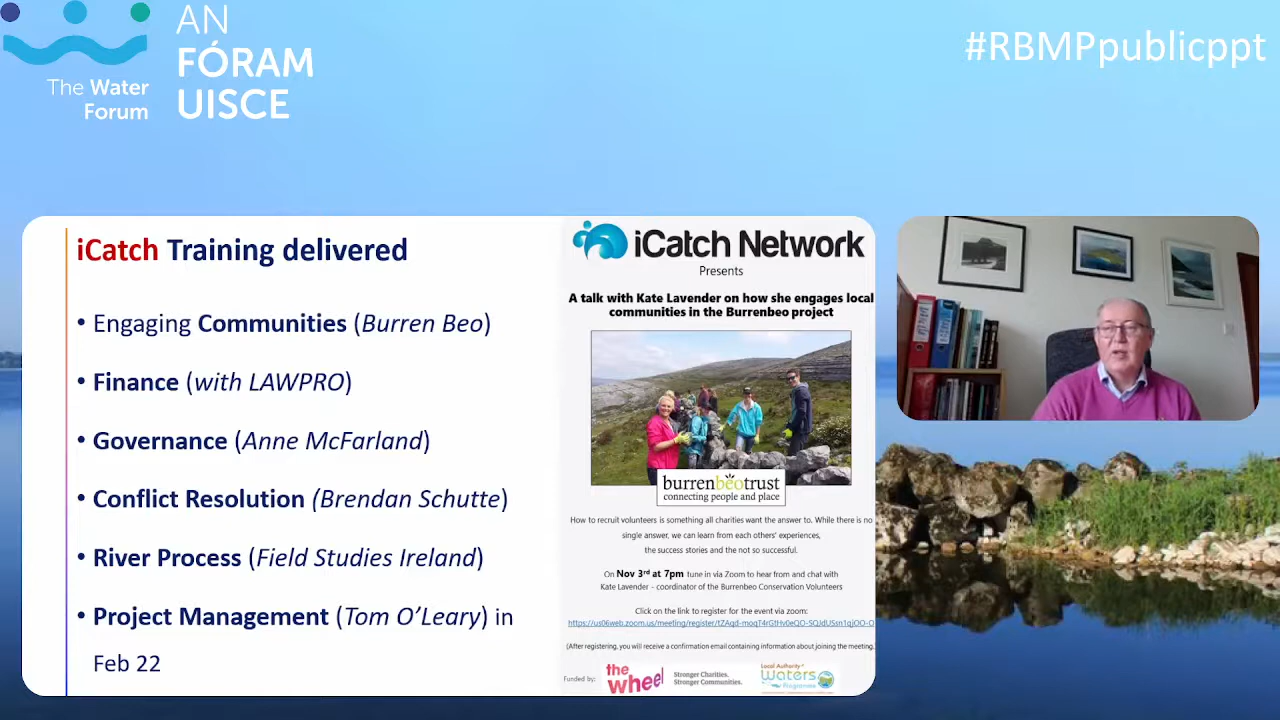 The Water
Forum
AN
FÓRAM
UISCE
#RBMPpublicppt
iCatch Training delivered
• Engaging Communities (Burren Beo)
• Finance (with LAWPRO)
• Governance (Anne McFarland)
• Conflict Resolution (Brendan Schutte)
• River Process (Field Studies Ireland)
• Project Management (Tom O'Leary) in
Feb 22
iCatch Network
Presents
A talk with Kate Lavender on how she engages local
communities in the Burrenbeo project
burrenbeotrust
connecting people and place
How to recruit volunteers is something all charities want the answer to. While there is no
single answer, we can learn from each others' experiences,
the success stories and the not so successful.
On Nov 3rd at 7pm tune in via Zoom to hear from and chat with
Kate Lavender - coordinator of the Burrenbeo Conservation Volunteers
Click on the link to register for the event via zoom:
(After registering, you will receive a confirmation email containing information about joining the meeting.
Funded by:
the
wheel
Stronger Charities.
Stronger Communities.
Local Authority
Waters
Programme